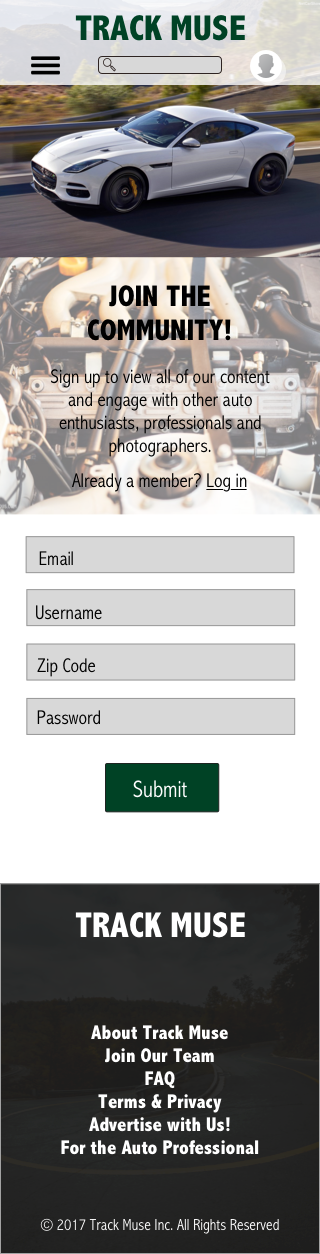 TRACK MUSE
JOIN THE
COMMUNITY!
Sign up to view all of our content
and engage with other auto
enthusiasts, professionals and
photographers.
Already a member? Log in
Email
Username
Zip Code
Password
Submit
TRACK MUSE
About Track Muse
Join Our Team
FAQ
Terms & Privacy
Advertise with Us!
For the Auto Professional
© 2017 Track Muse Inc. All Rights Reserved